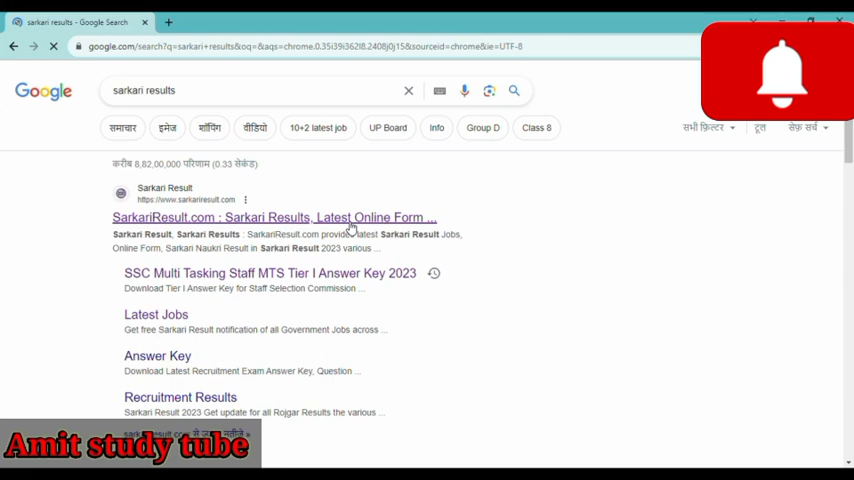 sarkari results - Google Search
google.com/search?q=sarkari+results&oq=&aqs=chrome.0.35i39i362l8.2408j0j15&sourceid=chrome&ie=UTF-8
Google
sarkari results
समाचार इमेज शॉपिंग वीडियो 10+2 latest job UP Board Info Group D Class 8 सभी फ़िल्टर टूल सेफ़ सर्च
करीब 8,82,00,000 परिणाम (0.33 सेकंड)
Sarkari Result
https://www.sarkariresult.com
SarkariResult.com : Sarkari Results, Latest Online Form ...
Sarkari Result, Sarkari Results : SarkariResult.com provides latest Sarkari Result Jobs,
Online Form, Sarkari Naukri Result in Sarkari Result 2023 various ...
SSC Multi Tasking Staff MTS Tier I Answer Key 2023
Download Tier I Answer Key for Staff Selection Commission ...
Latest Jobs
Get free Sarkari Result notification of all Government Jobs across ...
Answer Key
Download Latest Recruitment Exam Answer Key, Question ...
Recruitment Results
Sarkari Result 2023 Get update for all Rojgar Results the various ...
Amit study tube